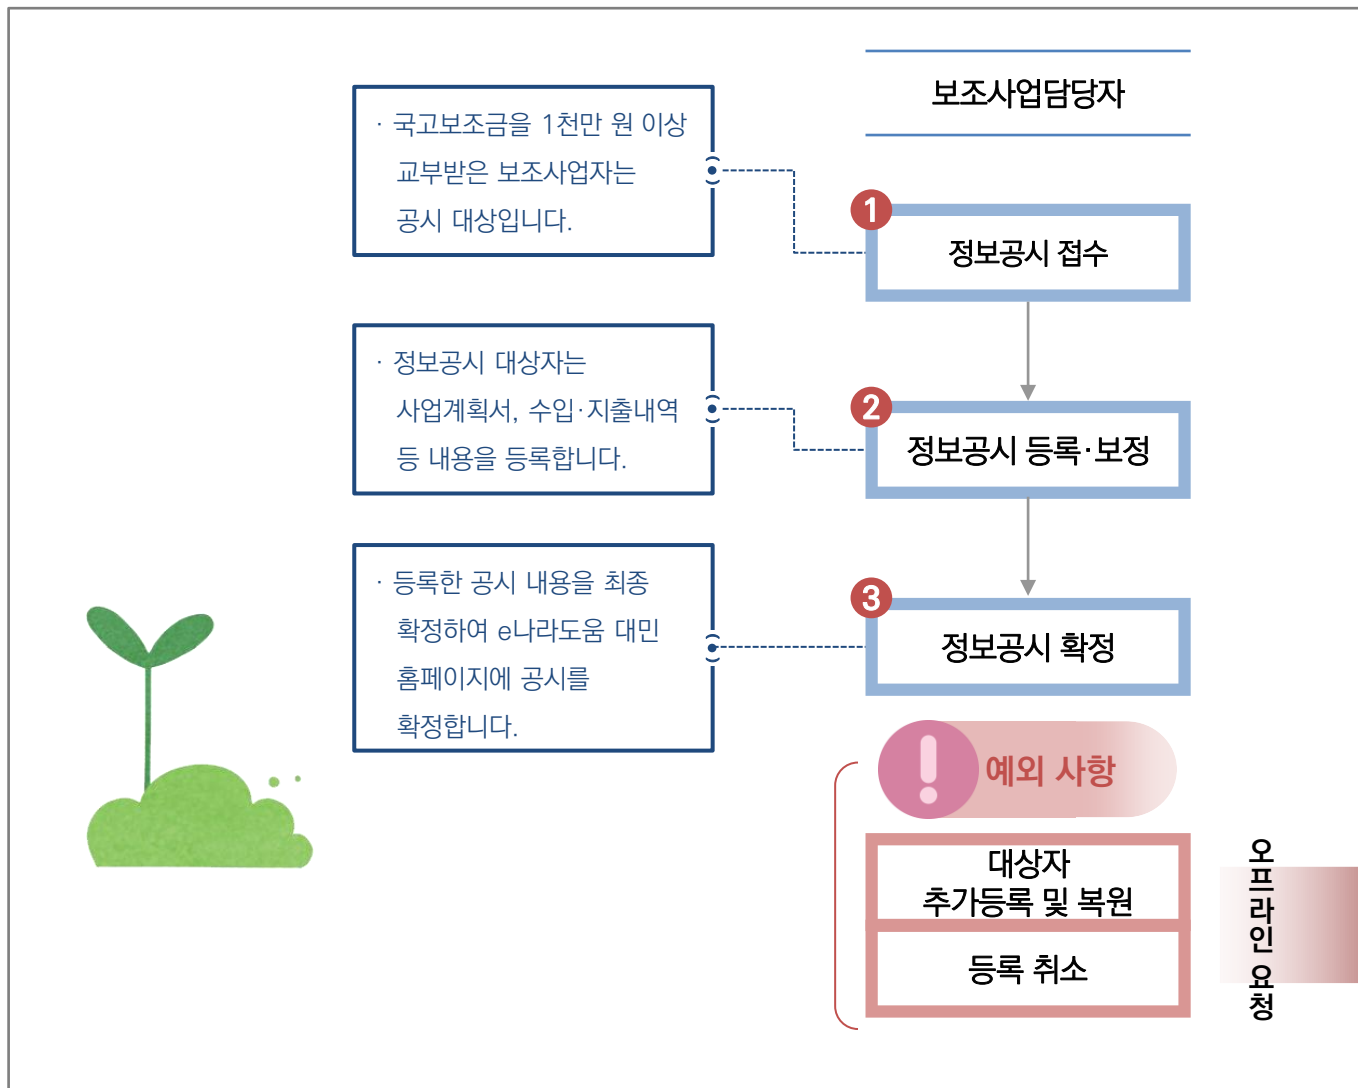 보조사업담당자
· 국고보조금을 1천만 원 이상
교부받은 보조사업자는
공시 대상입니다.
1
정보공시 접수
· 정보공시 대상자는
사업계획서, 수입·지출내역
등 내용을 등록합니다.
2
정보공시 등록·보정
· 등록한 공시 내용을 최종
확정하여 e나라도움 대민
홈페이지에 공시를
확정합니다.
3
정보공시 확정
! 예외 사항
대상자
추가등록 및 복원
등록 취소
오프라인 요청